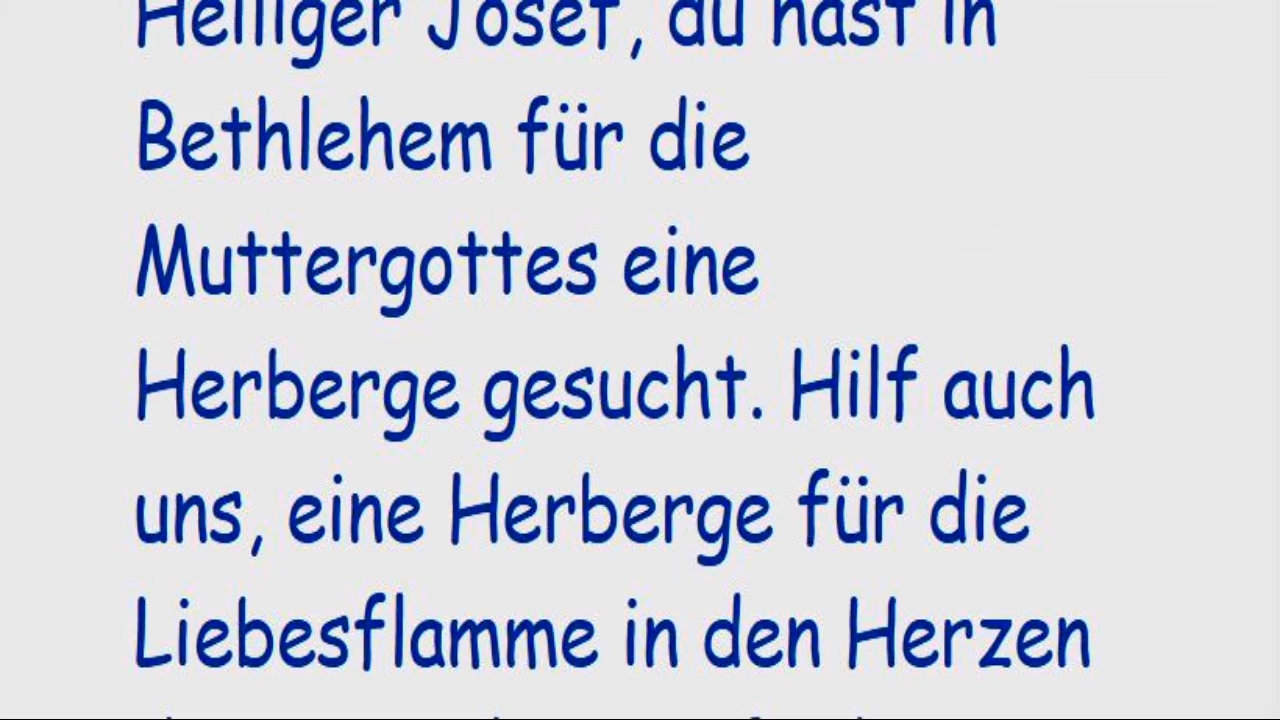 Heiliger Josef, du hast in
Bethlehem für die
Muttergottes eine
Herberge gesucht. Hilf auch
uns, eine Herberge für die
Liebesflamme in den Herzen